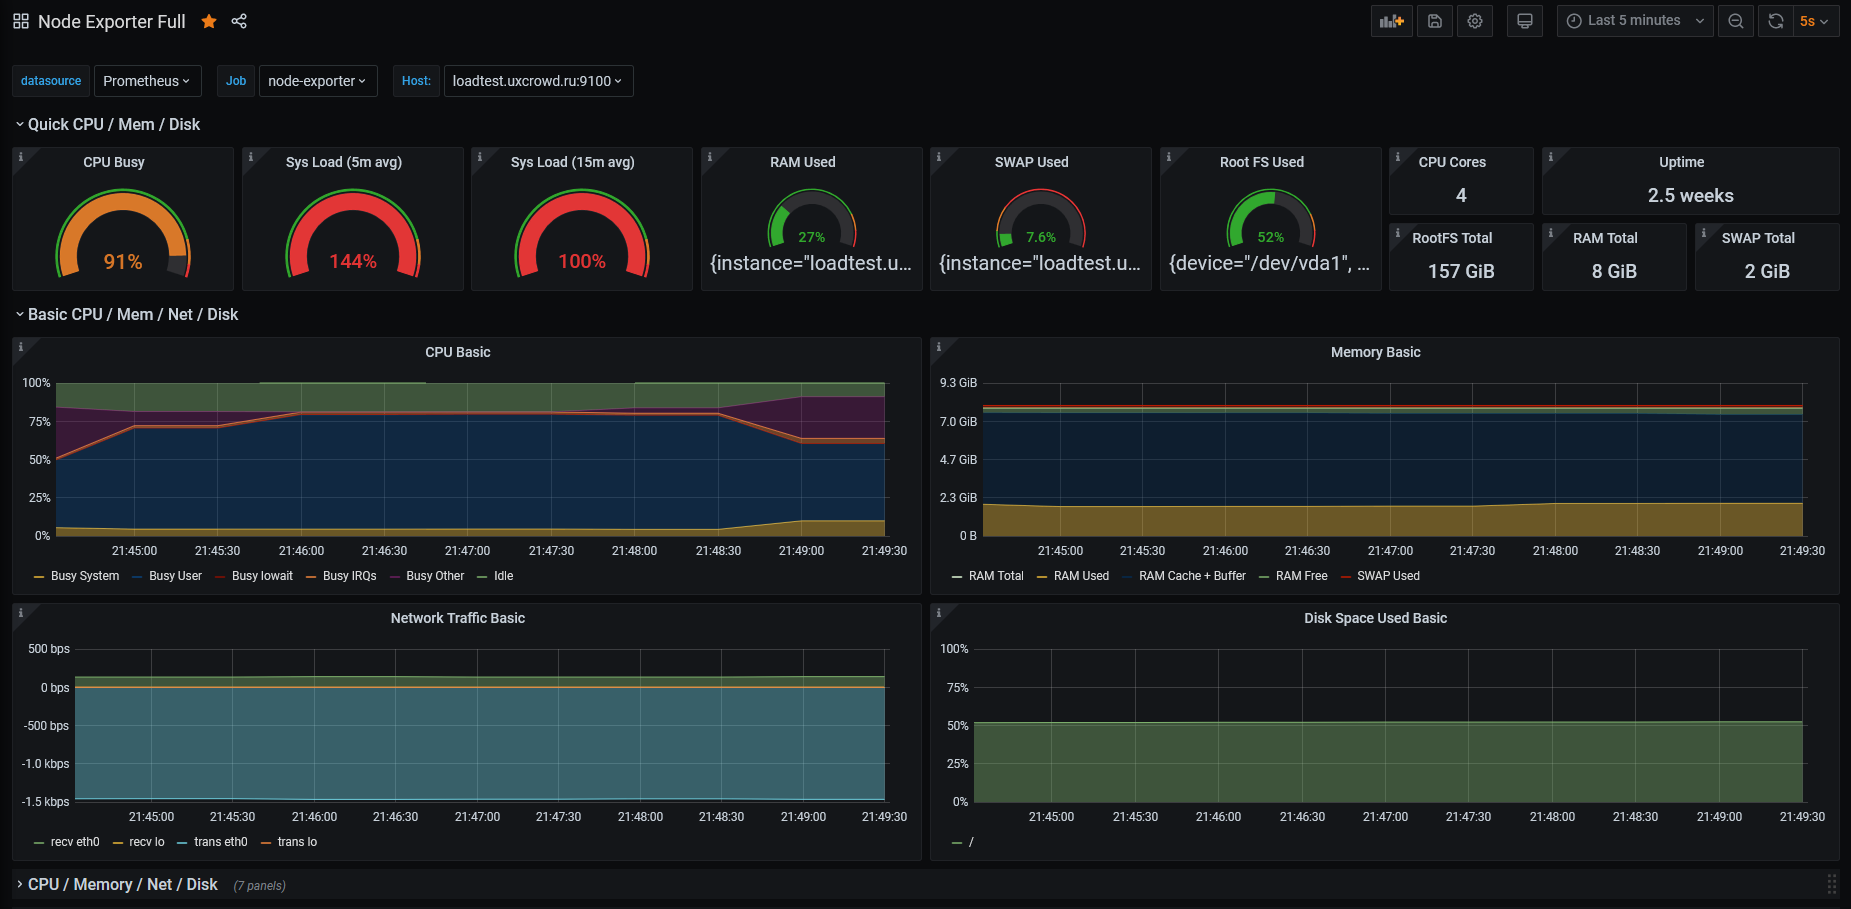 Node Exporter Full
Last 5 minutes
5s
datasource Prometheus Job node-exporter Host: loadtest.uxcrowd.ru:9100
Quick CPU / Mem / Disk
CPU Busy
91%
Sys Load (5m avg)
144%
Sys Load (15m avg)
100%
RAM Used
27%
{instance="loadtest.u...
SWAP Used
7.6%
{instance="loadtest.u...
Root FS Used
52%
{device="/dev/vda1", ...
CPU Cores
4
Uptime
2.5 weeks
RootFS Total
157 GiB
RAM Total
8 GiB
SWAP Total
2 GiB
Basic CPU / Mem / Net / Disk
CPU Basic
100%
75%
50%
25%
0%
21:45:00 21:45:30 21:46:00 21:46:30 21:47:00 21:47:30 21:48:00 21:48:30 21:49:00 21:49:30
Busy System Busy User Busy Iowait Busy IRQs Busy Other Idle
Memory Basic
9.3 GiB
7.0 GiB
4.7 GiB
2.3 GiB
0 B
21:45:00 21:45:30 21:46:00 21:46:30 21:47:00 21:47:30 21:48:00 21:48:30 21:49:00 21:49:30
RAM Total RAM Used RAM Cache + Buffer RAM Free SWAP Used
Network Traffic Basic
500 bps
0 bps
-500 bps
-1.0 kbps
-1.5 kbps
21:45:00 21:45:30 21:46:00 21:46:30 21:47:00 21:47:30 21:48:00 21:48:30 21:49:00 21:49:30
recv eth0 recv lo trans eth0 trans lo
Disk Space Used Basic
100%
75%
50%
25%
0%
21:45:00 21:45:30 21:46:00 21:46:30 21:47:00 21:47:30 21:48:00 21:48:30 21:49:00 21:49:30
/
CPU / Memory / Net / Disk (7 panels)